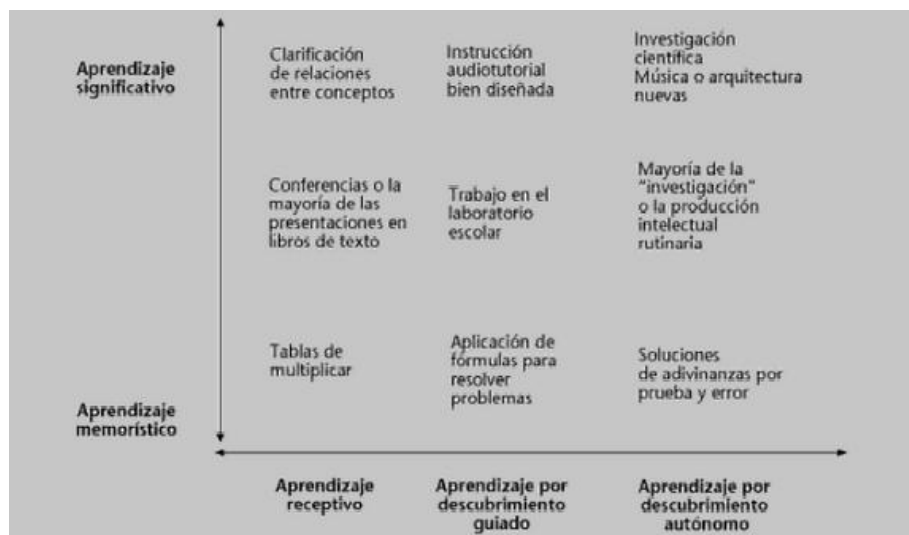 Aprendizaje
significativo
Clarificación
de relaciones
entre conceptos
Instrucción
audiotutorial
bien diseñada
Investigación
científica
Música o arquitectura
nuevas
Conferencias o la
mayoría de las
presentaciones en
libros de texto
Trabajo en el
laboratorio
escolar
Mayoría de la
"investigación"
o la producción
intelectual
rutinaria
Tablas de
multiplicar
Aplicación de
fórmulas para
resolver
problemas
Soluciones
de adivinanzas por
prueba y error
Aprendizaje
memorístico
Aprendizaje
receptivo
Aprendizaje por
descubrimiento
guiado
Aprendizaje por
descubrimiento
autónomo